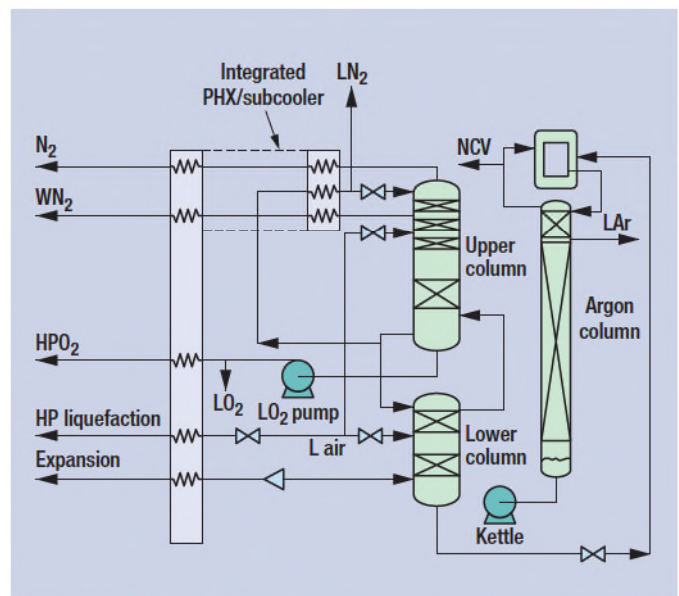 Integrated
PHX/subcooler
LN2
N2
WN2
NCV
LAr
Upper
column
Argon
column
HPO2
LO2
LO2 pump
HP liquefaction
L air
Lower
column
Expansion
Kettle